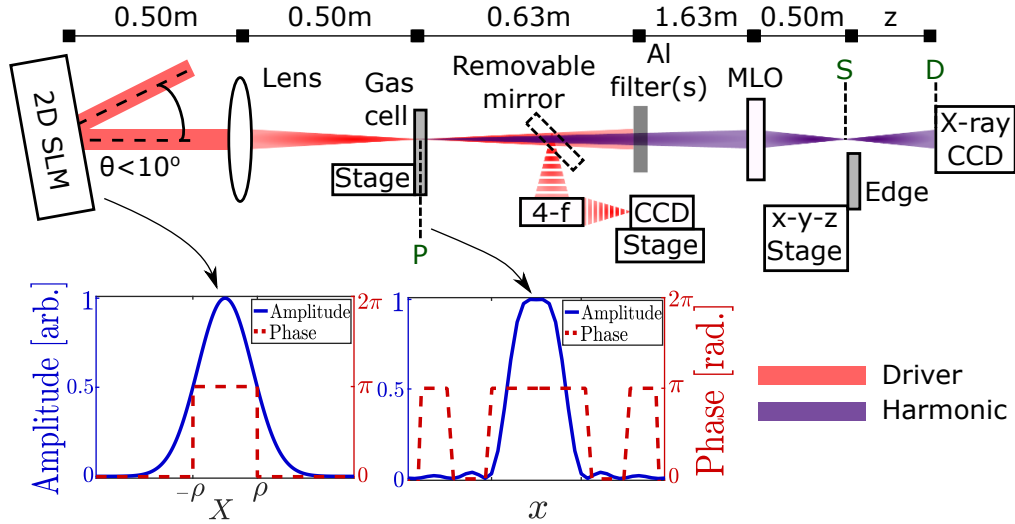 0.50m 0.50m 0.63m 1.63m 0.50m z
2D SLM
θ<10°
Lens
Gas
cell
Removable
mirror
Al
filter(s)
MLO
S
D
X-ray
CCD
Stage
P
4-f
CCD
Stage
x-y-z
Stage
Edge
Amplitude [arb.]
1
0.5
0
2π
π
0
Amplitude
Phase
-ρ
ρ
X
1
0.5
0
2π
π
0
Amplitude
Phase
x
Phase [rad.]
Driver
Harmonic